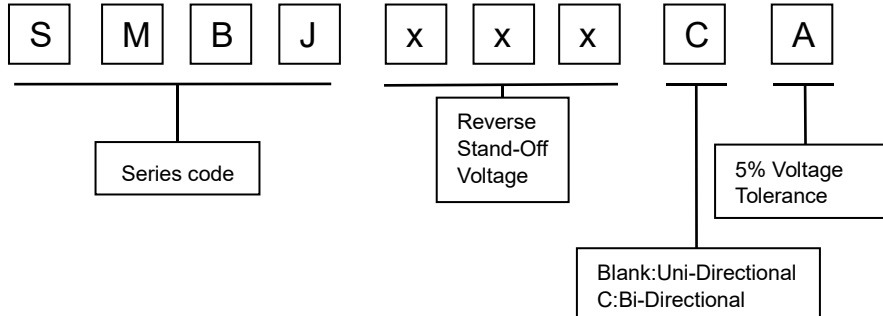 S M B J x x x C A
Series code
Reverse
Stand-Off
Voltage
5% Voltage
Tolerance
Blank:Uni-Directional
C:Bi-Directional